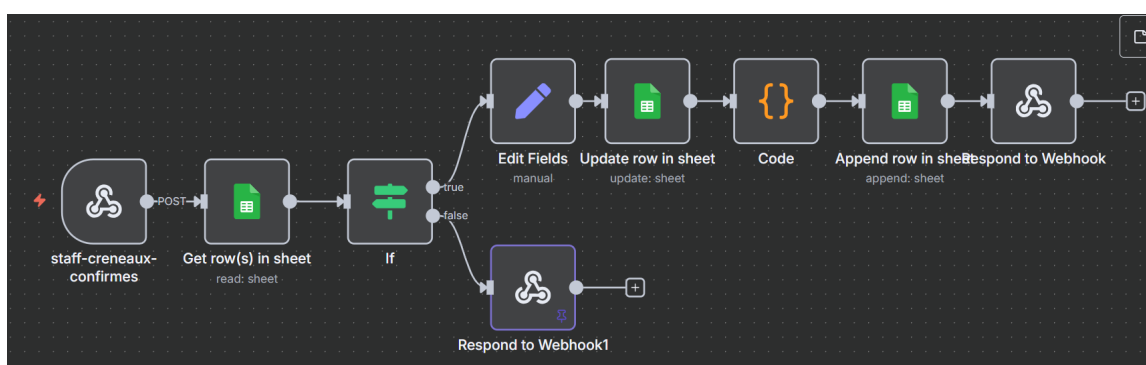 Edit Fields
manual
Update row in sheet
update: sheet
Code
Append row in sheet
append: sheet
Respond to Webhook
POST
true
false
staff-creneaux-
confirmes
Get row(s) in sheet
read: sheet
If
Respond to Webhook1